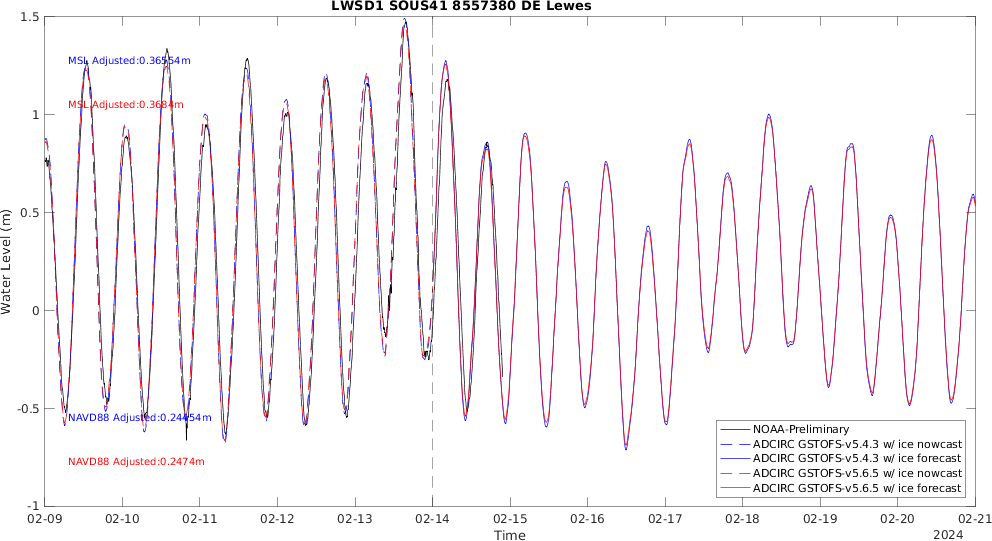 LWSD1 SOUS41 8557380 DE Lewes
1.5
1
0.5
0
-0.5
-1
Water Level (m)
MSL Adjusted:0.36554m
MSL Adjusted:0.3684m
NAVD88 Adjusted:0.24454m
NAVD88 Adjusted:0.2474m
NOAA-Preliminary
ADCIRC GSTOFS-v5.4.3 w/ ice nowcast
ADCIRC GSTOFS-v5.4.3 w/ ice forecast
ADCIRC GSTOFS-v5.6.5 w/ ice nowcast
ADCIRC GSTOFS-v5.6.5 w/ ice forecast
02-09 02-10 02-11 02-12 02-13 02-14 02-15 02-16 02-17 02-18 02-19 02-20 02-21
Time
2024